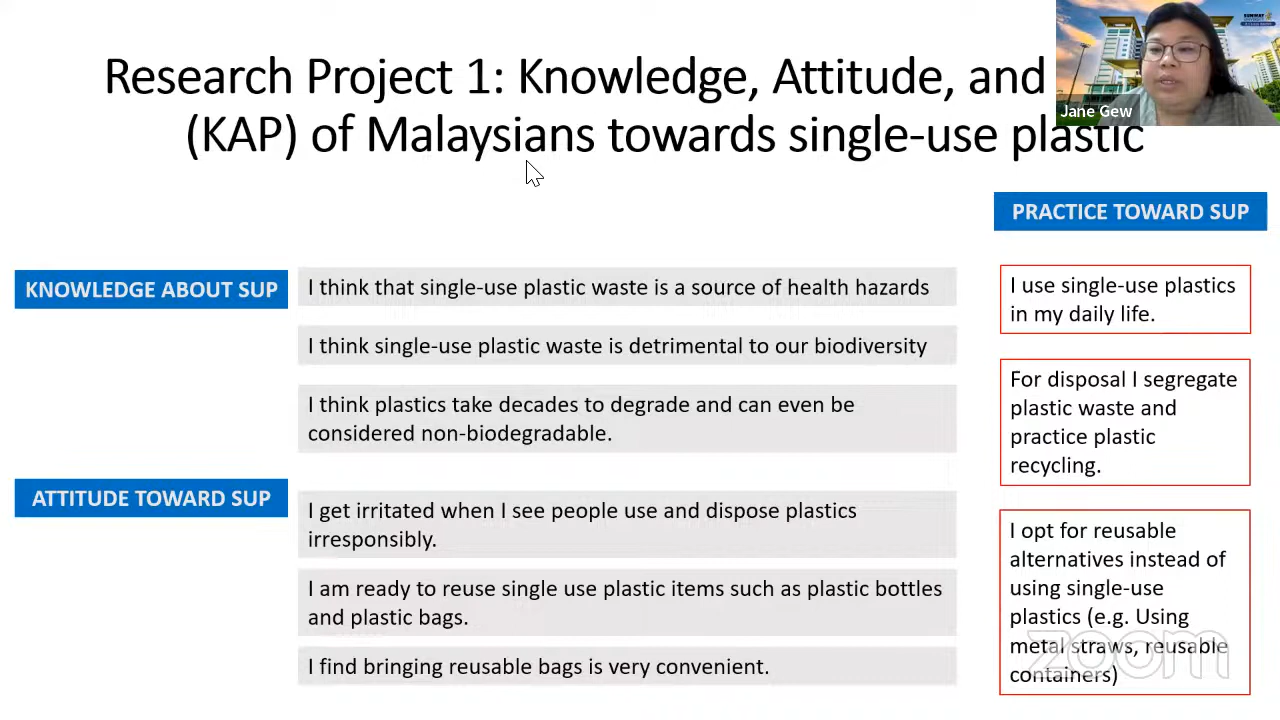 Research Project 1: Knowledge, Attitude, and
(KAP) of Malaysians towards single-use plastic
Jane Gew
PRACTICE TOWARD SUP
KNOWLEDGE ABOUT SUP
I think that single-use plastic waste is a source of health hazards
I think single-use plastic waste is detrimental to our biodiversity
I think plastics take decades to degrade and can even be
considered non-biodegradable.
ATTITUDE TOWARD SUP
I get irritated when I see people use and dispose plastics
irresponsibly.
I am ready to reuse single use plastic items such as plastic bottles
and plastic bags.
I find bringing reusable bags is very convenient.
I use single-use plastics
in my daily life.
For disposal I segregate
plastic waste and
practice plastic
recycling.
I opt for reusable
alternatives instead of
using single-use
plastics (e.g. Using
metal straws, reusable
containers)
zoom